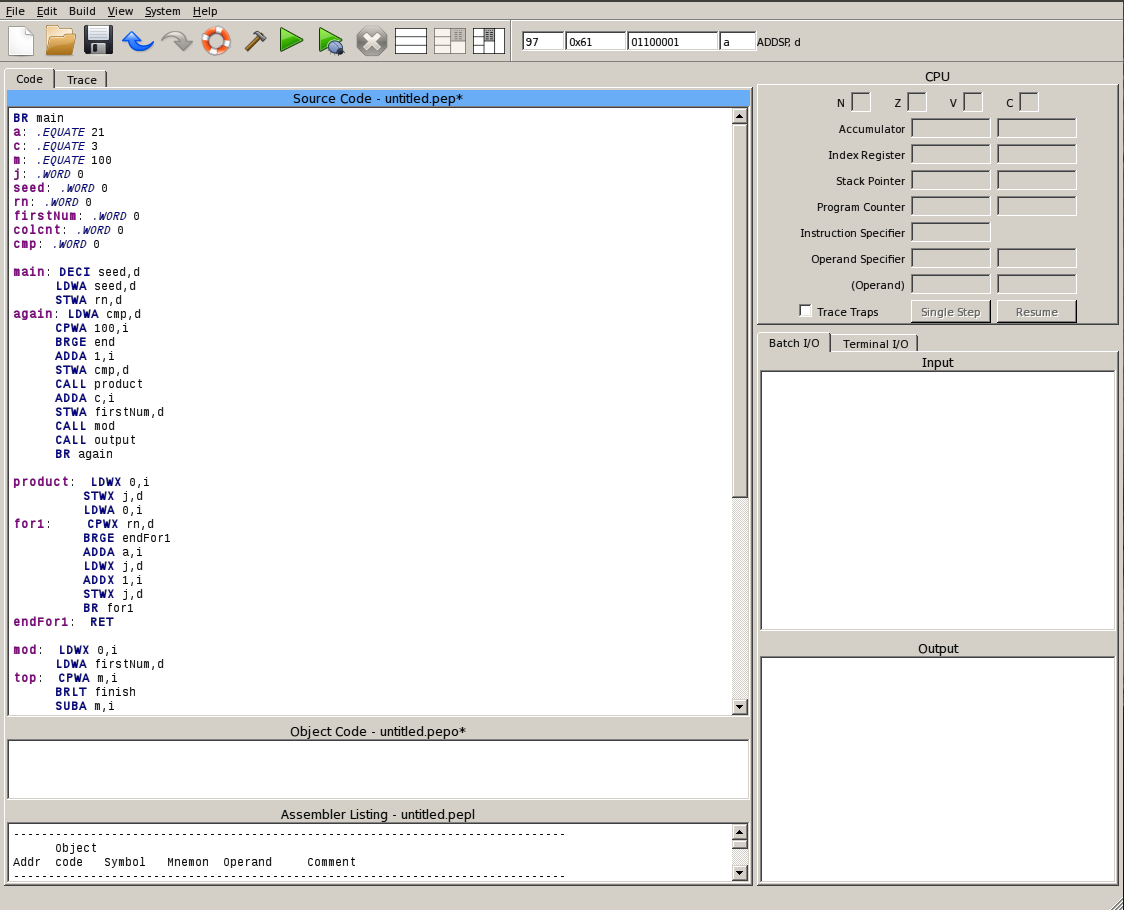 File Edit Build View System Help
97 0x61 01100001 a ADDSP, d
Code Trace
Source Code - untitled.pep*
BR main
a: .EQUATE 21
c: .EQUATE 3
m: .EQUATE 100
j: .WORD 0
seed: .WORD 0
rn: .WORD 0
firstNum: .WORD 0
colcnt: .WORD 0
cmp: .WORD 0
main: DECI seed,d
LDWA seed,d
STWA rn,d
again: LDWA cmp,d
CPWA 100,i
BRGE end
ADDA 1,i
STWA cmp,d
CALL product
ADDA c,i
STWA firstNum,d
CALL mod
CALL output
BR again
product: LDWX 0,i
STWX j,d
LDWA 0,i
for1: CPWX rn,d
BRGE endFor1
ADDA a,i
LDWX j,d
ADDX 1,i
STWX j,d
BR for1
endFor1: RET
mod: LDWX 0,i
LDWA firstNum,d
top: CPWA m,i
BRLT finish
SUBA m,i
Object Code - untitled.pepo*
Assembler Listing - untitled.pepl
-------------------------------------------------------------------------------
Object
Addr code Symbol Mnemon Operand Comment
-------------------------------------------------------------------------------
CPU
N Z V C
Accumulator
Index Register
Stack Pointer
Program Counter
Instruction Specifier
Operand Specifier
(Operand)
Trace Traps Single Step Resume
Batch I/O Terminal I/O
Input
Output